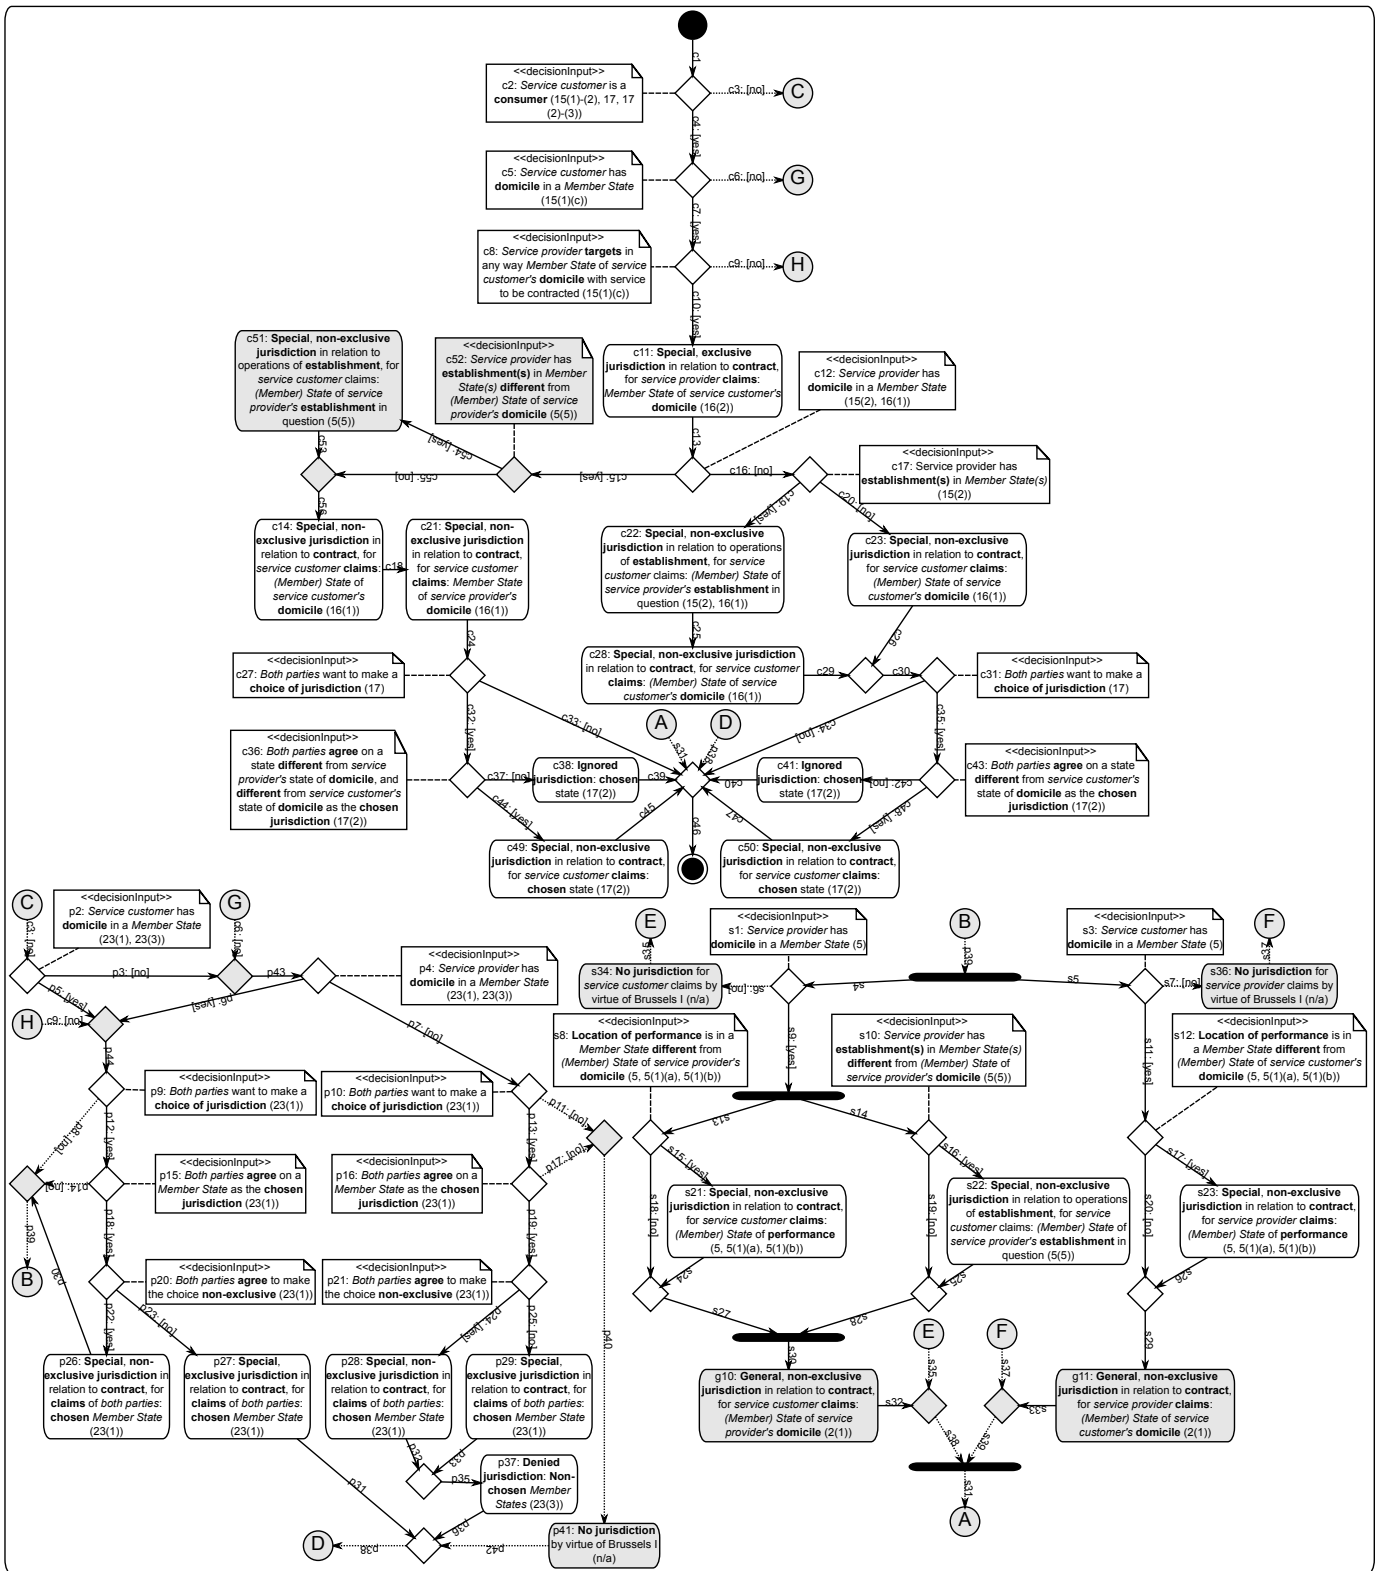 c1
<<decisionInput>>
c2: Service customer is a
consumer (15(1)-(2), 17, 17
(2)-(3))
c3: [no]
C
c4: [yes]
<<decisionInput>>
c5: Service customer has
domicile in a Member State
(15(1)(c))
c6: [no]
G
c7: [yes]
<<decisionInput>>
c8: Service provider targets in
any way Member State of service
customer's domicile with service
to be contracted (15(1)(c))
c9: [no]
H
c10: [yes]
c51: Special, non-exclusive
jurisdiction in relation to
operations of establishment, for
service customer claims:
(Member) State of service
provider's establishment in
question (5(5))
<<decisionInput>>
c52: Service provider has
establishment(s) in Member
State(s) different from
(Member) State of service
provider's domicile (5(5))
c11: Special, exclusive
jurisdiction in relation to contract,
for service provider claims:
Member State of service customer's
domicile (16(2))
<<decisionInput>>
c12: Service provider has
domicile in a Member State
(15(2), 16(1))
c53
c54: [yes]
c13
c55: [no]
c15: [yes]
c16: [no]
<<decisionInput>>
c17: Service provider has
establishment(s) in Member State(s)
(15(2))
c56
c19: [yes]
c20: [no]
c14: Special, non-
exclusive jurisdiction in
relation to contract, for
service customer claims:
(Member) State of
service customer's
domicile (16(1))
c18
c21: Special, non-
exclusive jurisdiction
in relation to contract,
for service customer
claims: Member State
of service provider's
domicile (16(1))
c22: Special, non-exclusive
jurisdiction in relation to operations
of establishment, for service
customer claims: (Member) State of
service provider's establishment in
question (15(2), 16(1))
c23: Special, non-exclusive
jurisdiction in relation to contract,
for service customer claims:
(Member) State of service
customer's domicile (16(1))
c24
c25
c26
<<decisionInput>>
c27: Both parties want to make a
choice of jurisdiction (17)
c28: Special, non-exclusive jurisdiction
in relation to contract, for service customer
claims: (Member) State of service
customer's domicile (16(1))
c29
c30
<<decisionInput>>
c31: Both parties want to make a
choice of jurisdiction (17)
c32: [yes]
c33: [no]
A
D
s31
p38
c34: [no]
c35: [yes]
<<decisionInput>>
c36: Both parties agree on a
state different from service
provider's state of domicile, and
different from service customer's
state of domicile as the chosen
jurisdiction (17(2))
c37: [no]
c38: Ignored
jurisdiction: chosen
state (17(2))
c39
c40
c41: Ignored
jurisdiction: chosen
state (17(2))
c42: [no]
<<decisionInput>>
c43: Both parties agree on a state
different from service customer's
state of domicile as the chosen
jurisdiction (17(2))
c44: [yes]
c45
c46
c47
c48: [yes]
c49: Special, non-exclusive
jurisdiction in relation to contract,
for service customer claims:
chosen state (17(2))
c50: Special, non-exclusive
jurisdiction in relation to contract,
for service customer claims:
chosen state (17(2))
C
c3: [no]
<<decisionInput>>
p2: Service customer has
domicile in a Member State
(23(1), 23(3))
G
c6: [no]
p3: [no]
p43
<<decisionInput>>
p4: Service provider has
domicile in a Member State
(23(1), 23(3))
p5: [yes]
p6: [yes]
p7: [no]
H
c9: [no]
p44
<<decisionInput>>
p9: Both parties want to make a
choice of jurisdiction (23(1))
<<decisionInput>>
p10: Both parties want to make a
choice of jurisdiction (23(1))
p8: [no]
p12: [yes]
p11: [no]
p13: [yes]
p14: [no]
<<decisionInput>>
p15: Both parties agree on a
Member State as the chosen
jurisdiction (23(1))
<<decisionInput>>
p16: Both parties agree on a
Member State as the chosen
jurisdiction (23(1))
p17: [no]
p39
B
p18: [yes]
p19: [yes]
<<decisionInput>>
p20: Both parties agree to make
the choice non-exclusive (23(1))
<<decisionInput>>
p21: Both parties agree to make
the choice non-exclusive (23(1))
p30
p22: [yes]
p23: [no]
p24: [yes]
p25: [no]
p40
p26: Special, non-
exclusive jurisdiction in
relation to contract, for
claims of both parties:
chosen Member State
(23(1))
p27: Special,
exclusive jurisdiction in
relation to contract, for
claims of both parties:
chosen Member State
(23(1))
p28: Special, non-
exclusive jurisdiction in
relation to contract, for
claims of both parties:
chosen Member State
(23(1))
p29: Special,
exclusive jurisdiction in
relation to contract, for
claims of both parties:
chosen Member State
(23(1))
p31
p32
p33
p35
p37: Denied
jurisdiction: Non-
chosen Member
States (23(3))
p36
D
p38
p42
p41: No jurisdiction
by virtue of Brussels I
(n/a)
E
s35
<<decisionInput>>
s1: Service provider has
domicile in a Member State (5)
B
p39
<<decisionInput>>
s3: Service customer has
domicile in a Member State (5)
F
s37
s34: No jurisdiction for
service customer claims by
virtue of Brussels I (n/a)
s6: [no]
s4
s5
s7: [no]
s36: No jurisdiction for
service provider claims by
virtue of Brussels I (n/a)
<<decisionInput>>
s8: Location of performance is in a
Member State different from
(Member) State of service provider's
domicile (5, 5(1)(a), 5(1)(b))
s9: [yes]
<<decisionInput>>
s10: Service provider has
establishment(s) in Member State(s)
different from (Member) State of
service provider's domicile (5(5))
s11: [yes]
<<decisionInput>>
s12: Location of performance is in
a Member State different from
(Member) State of service customer's
domicile (5, 5(1)(a), 5(1)(b))
s13
s14
s15: [yes]
s16: [yes]
s17: [yes]
s18: [no]
s21: Special, non-exclusive
jurisdiction in relation to contract,
for service customer claims:
(Member) State of performance
(5, 5(1)(a), 5(1)(b))
s19: [no]
s22: Special, non-exclusive
jurisdiction in relation to operations
of establishment, for service
customer claims: (Member) State of
service provider's establishment in
question (5(5))
s20: [no]
s23: Special, non-exclusive
jurisdiction in relation to contract,
for service provider claims:
(Member) State of performance
(5, 5(1)(a), 5(1)(b))
s24
s25
s26
s27
s28
s29
s30
E
F
s35
s37
g10: General, non-exclusive
jurisdiction in relation to contract,
for service customer claims:
(Member) State of service
provider's domicile (2(1))
s32
s33
g11: General, non-exclusive
jurisdiction in relation to contract,
for service provider claims:
(Member) State of service
customer's domicile (2(1))
s38
s39
s31
A